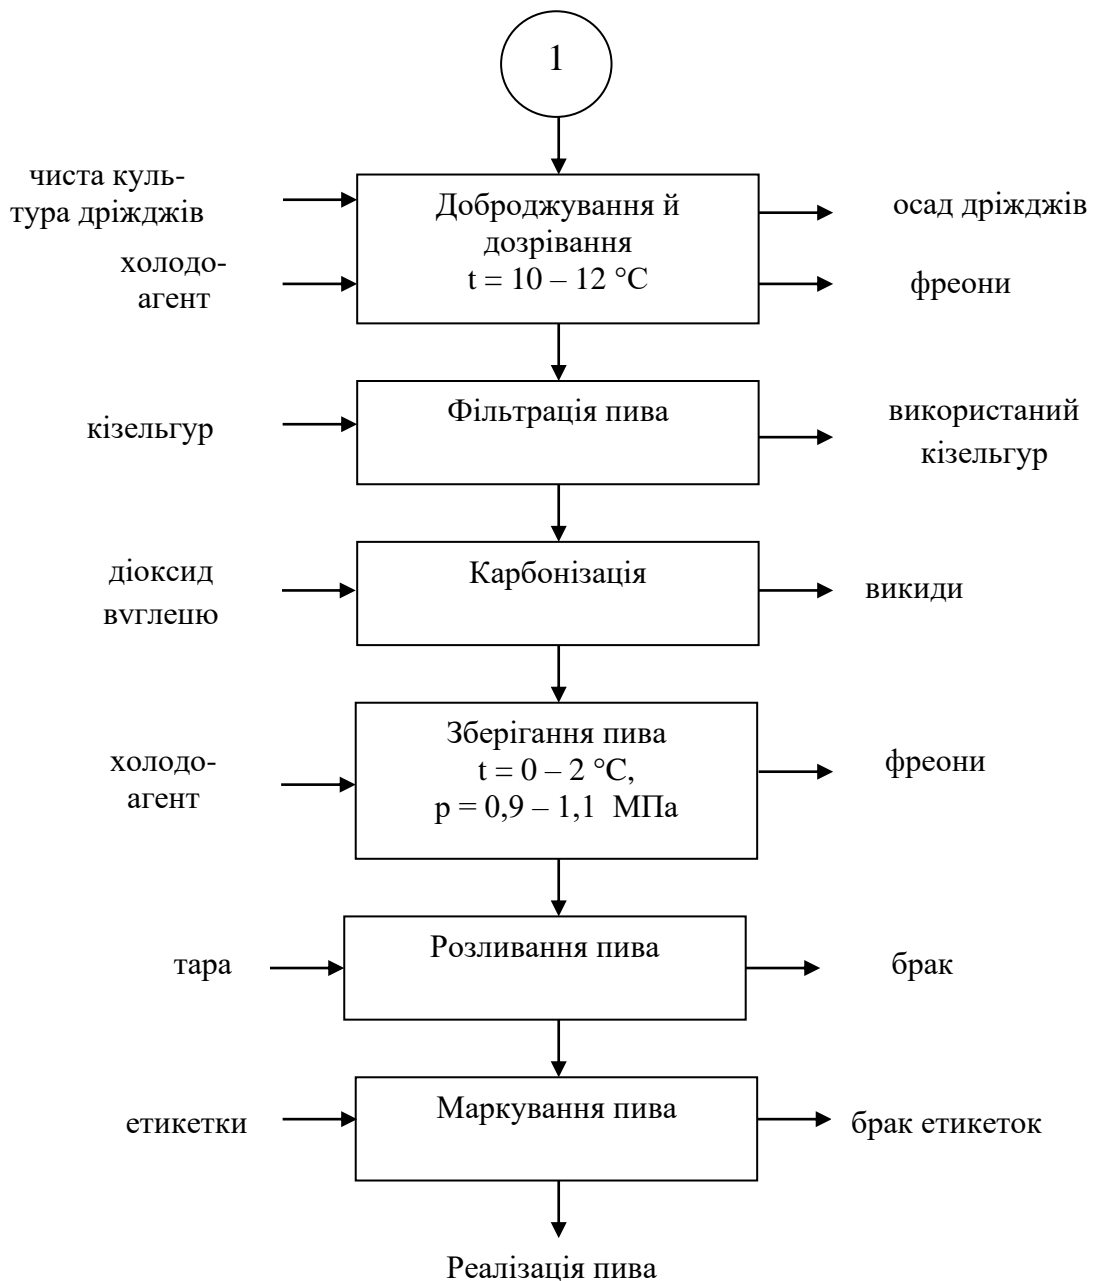 1
чиста куль-
тура дріжджів
холодо-
агент
Доброджування й
дозрівання
t = 10 – 12 °C
осад дріжджів
фреони
кізельгур
Фільтрація пива
використаний
кізельгур
діоксид
вуглецю
Карбонізація
викиди
холодо-
агент
Зберігання пива
t = 0 – 2 °C,
p = 0,9 – 1,1 МПа
фреони
тара
Розливання пива
брак
етикетки
Маркування пива
брак етикеток
Реалізація пива